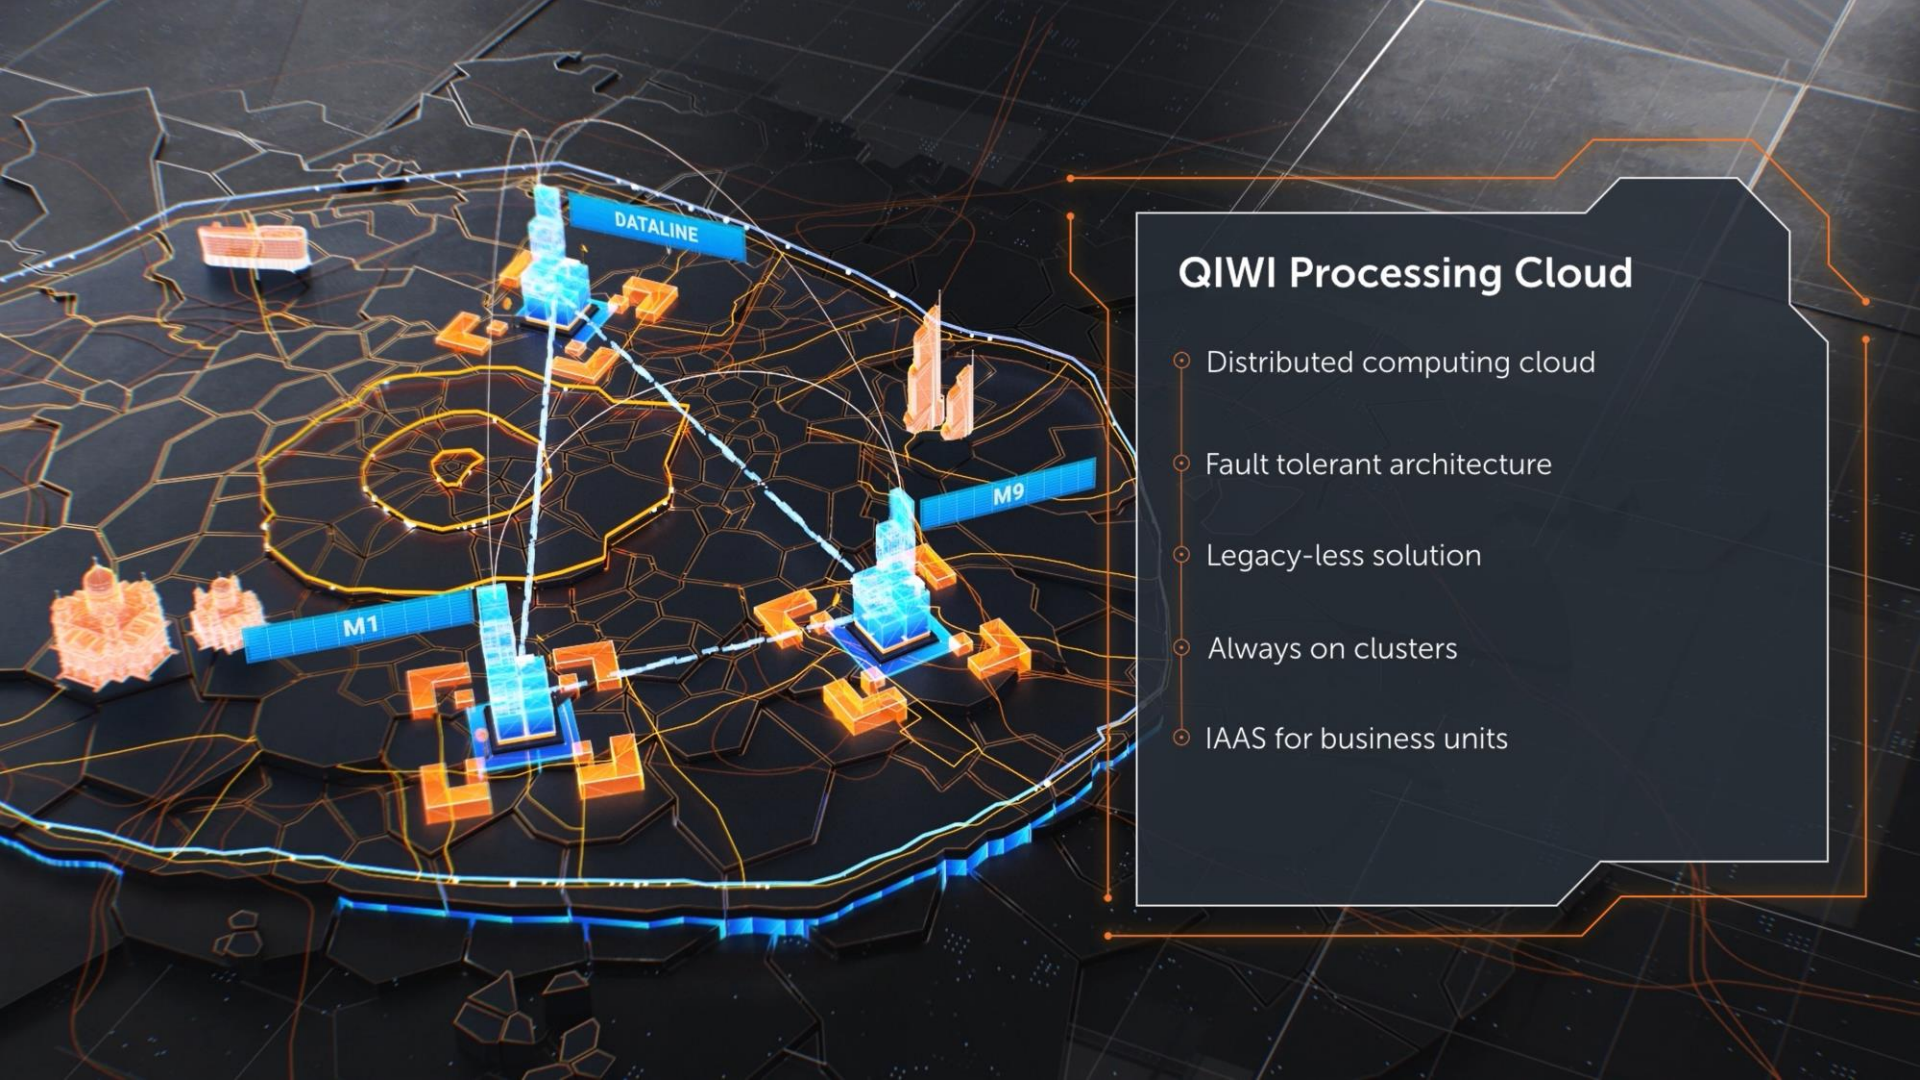 DATALINE
M9
M1
QIWI Processing Cloud
Distributed computing cloud
Fault tolerant architecture
Legacy-less solution
Always on clusters
IAAS for business units